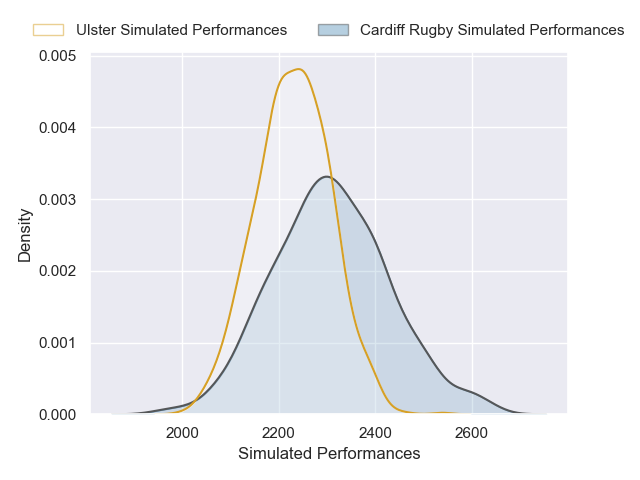 Ulster Simulated Performances Cardiff Rugby Simulated Performances
0.005
0.004
0.003
0.002
0.001
0.000
Density
2000 2200 2400 2600
Simulated Performances